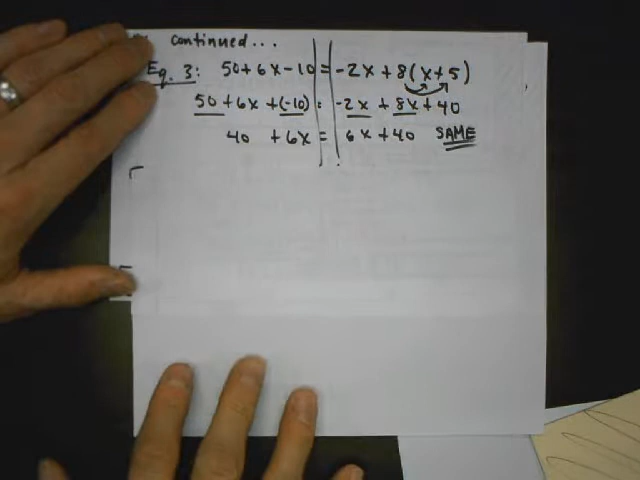 continued...
Eq. 3: 50+6x-10 = -2x+8(x+5)
50+6x+(-10) = -2x+8x+40
40 +6x = 6x+40 SAME